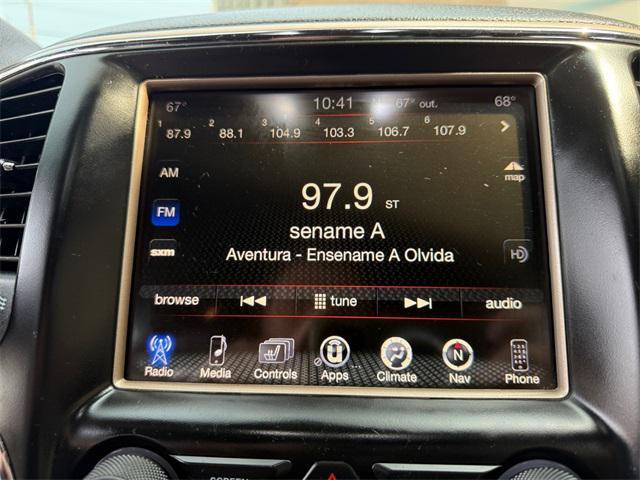 67° 10:41 67° out. 68°
1 87.9 2 88.1 3 104.9 4 103.3 5 106.7 6 107.9
AM
map
97.9 ST
FM
sename A
sxm
Aventura - Ensename A Olvida
HD
browse tune audio
Radio Media Controls Apps ... Climate Nav Phone
SCREEN